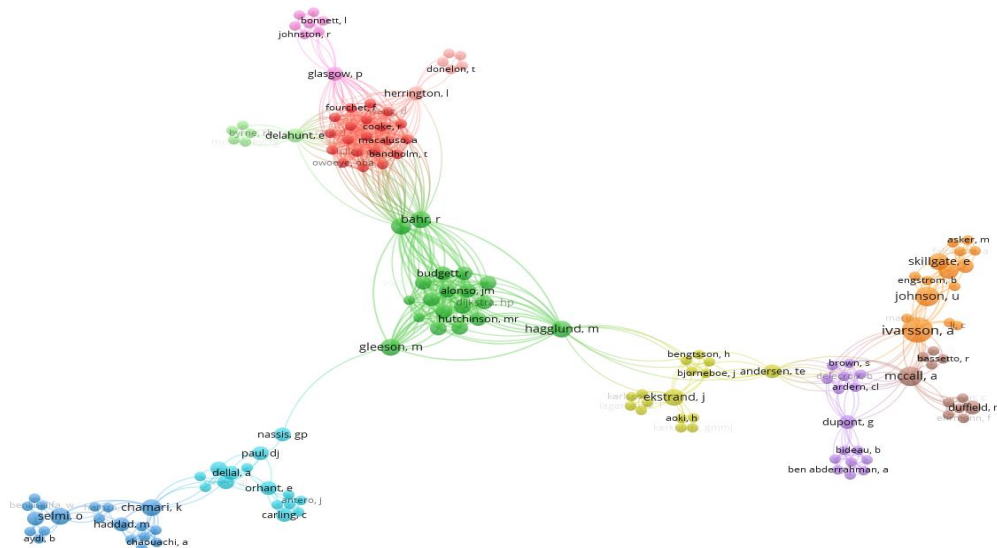 bonnett, l
johnston, r
glasgow, p
donelon, t
herrington, l
fourchet, f
cooke, r
delahunt, e
macaluso, a
bandholm, t
owoeye, oba
bahr, r
budgett, r
alonso, jm
dijkstra, hp
hutchinson, mr
hagglund, m
gleeson, m
asker, m
skillgate, e
engstrom, b
johnson, u
ivarsson, a
bengtsson, h
bjorneboe, j
andersen, te
brown, s
bassetto, r
mccall, a
ardern, cl
ekstrand, j
duffield, r
aoki, h
dupont, g
bideau, b
ben abderrahman, a
nassis, gp
paul, dj
dellal, a
orhant, e
carling, c
chamari, k
selmi, o
haddad, m
aydi, b
chaouachi, a